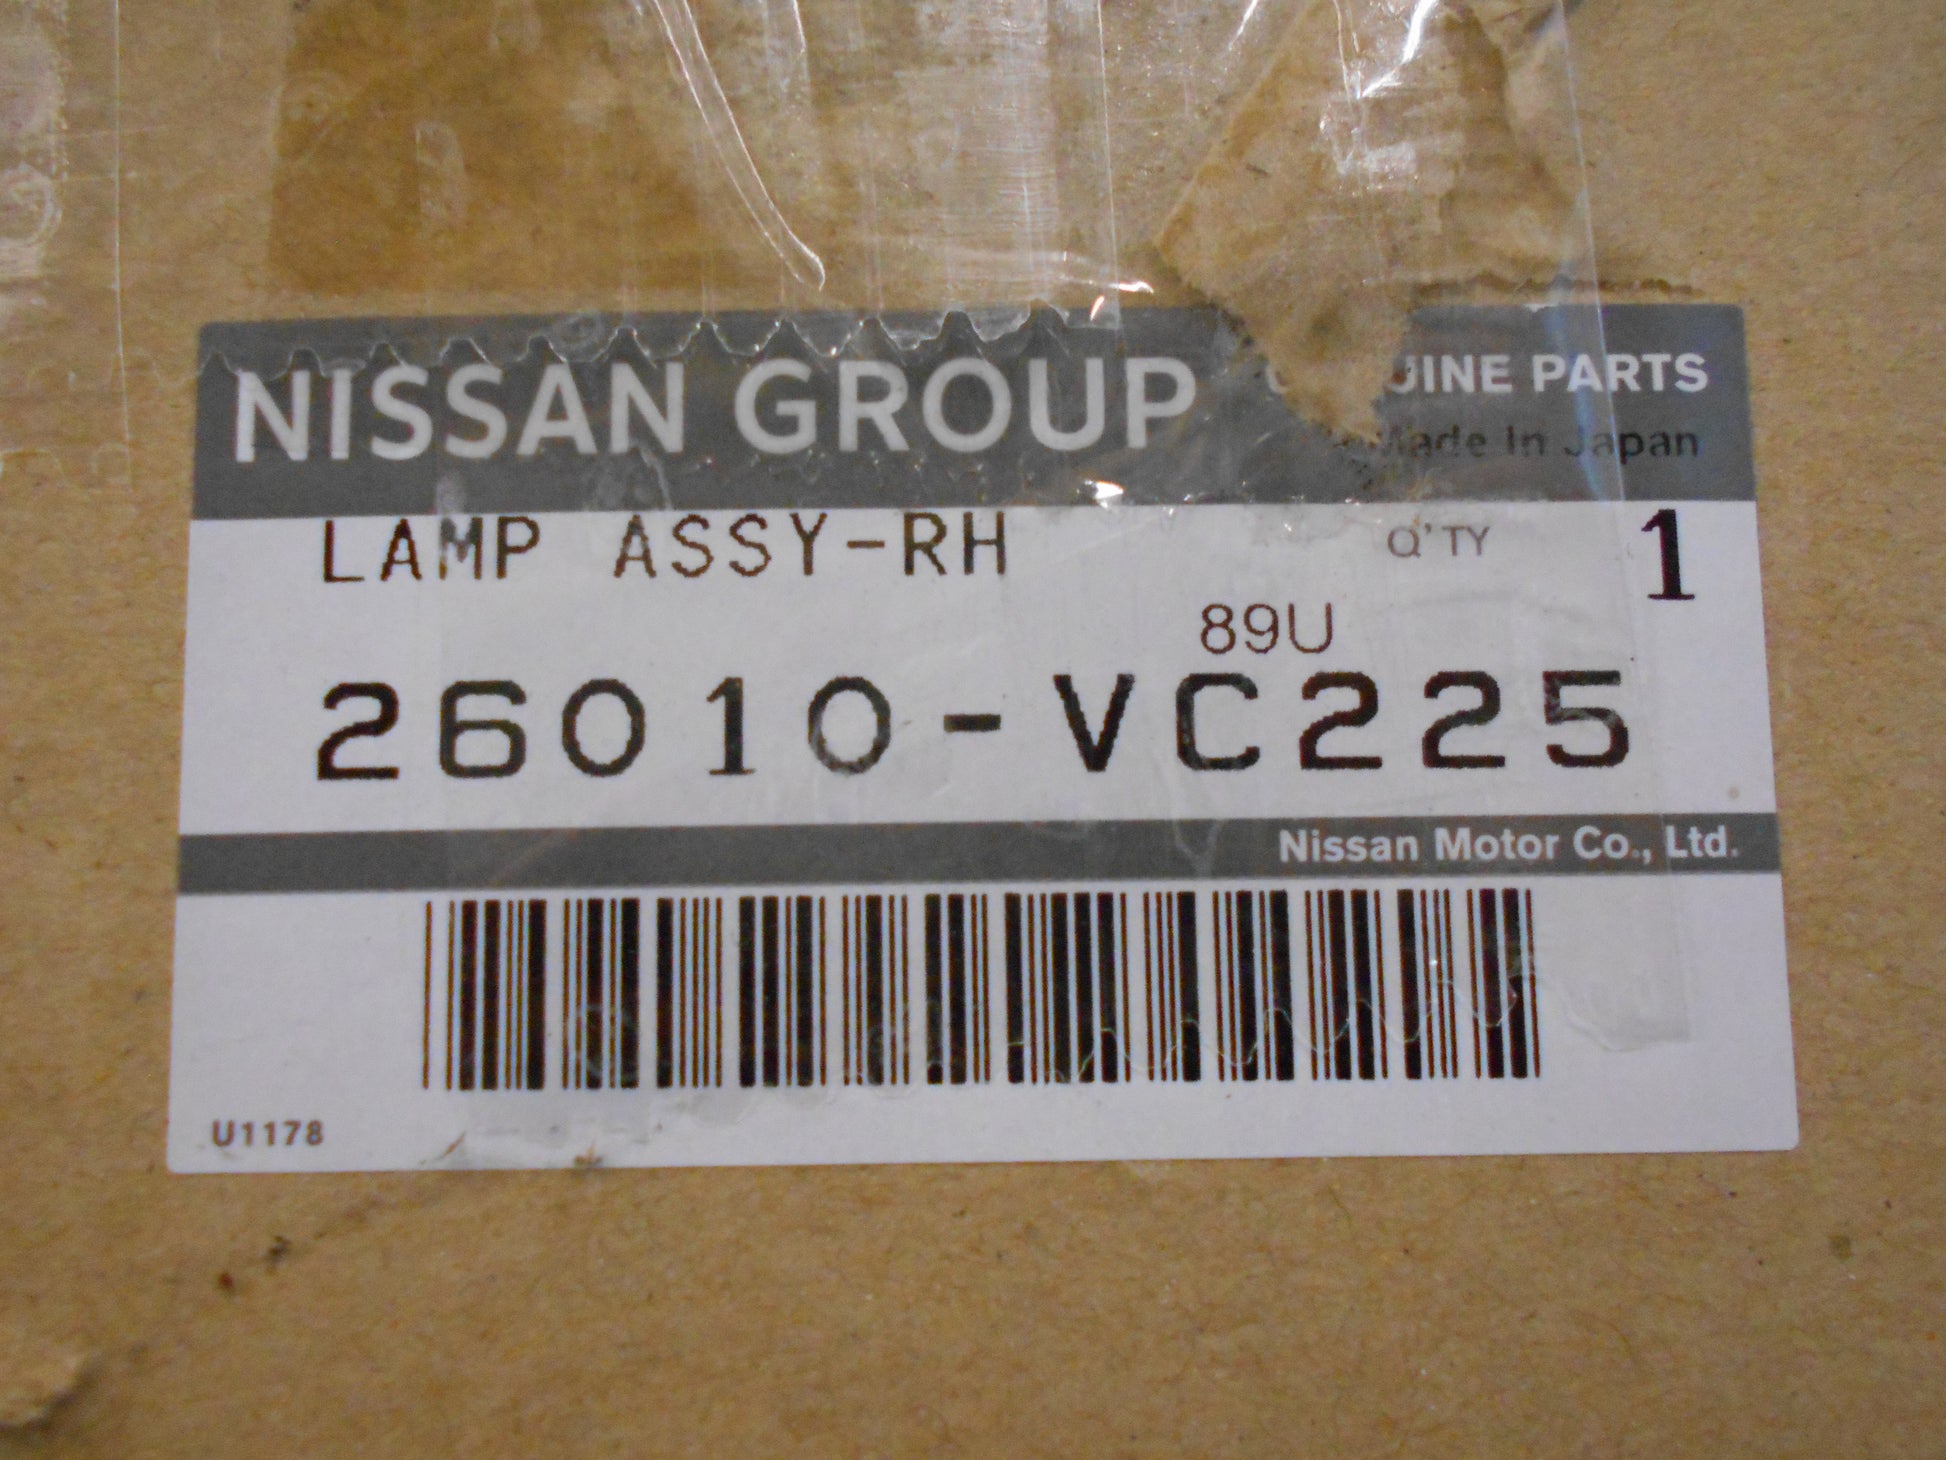 NISSAN GROUP PARTS
Made In Japan
LAMP ASSY-RH Q'TY 1
89U
26010-VC225
Nissan Motor Co., Ltd.
U1178